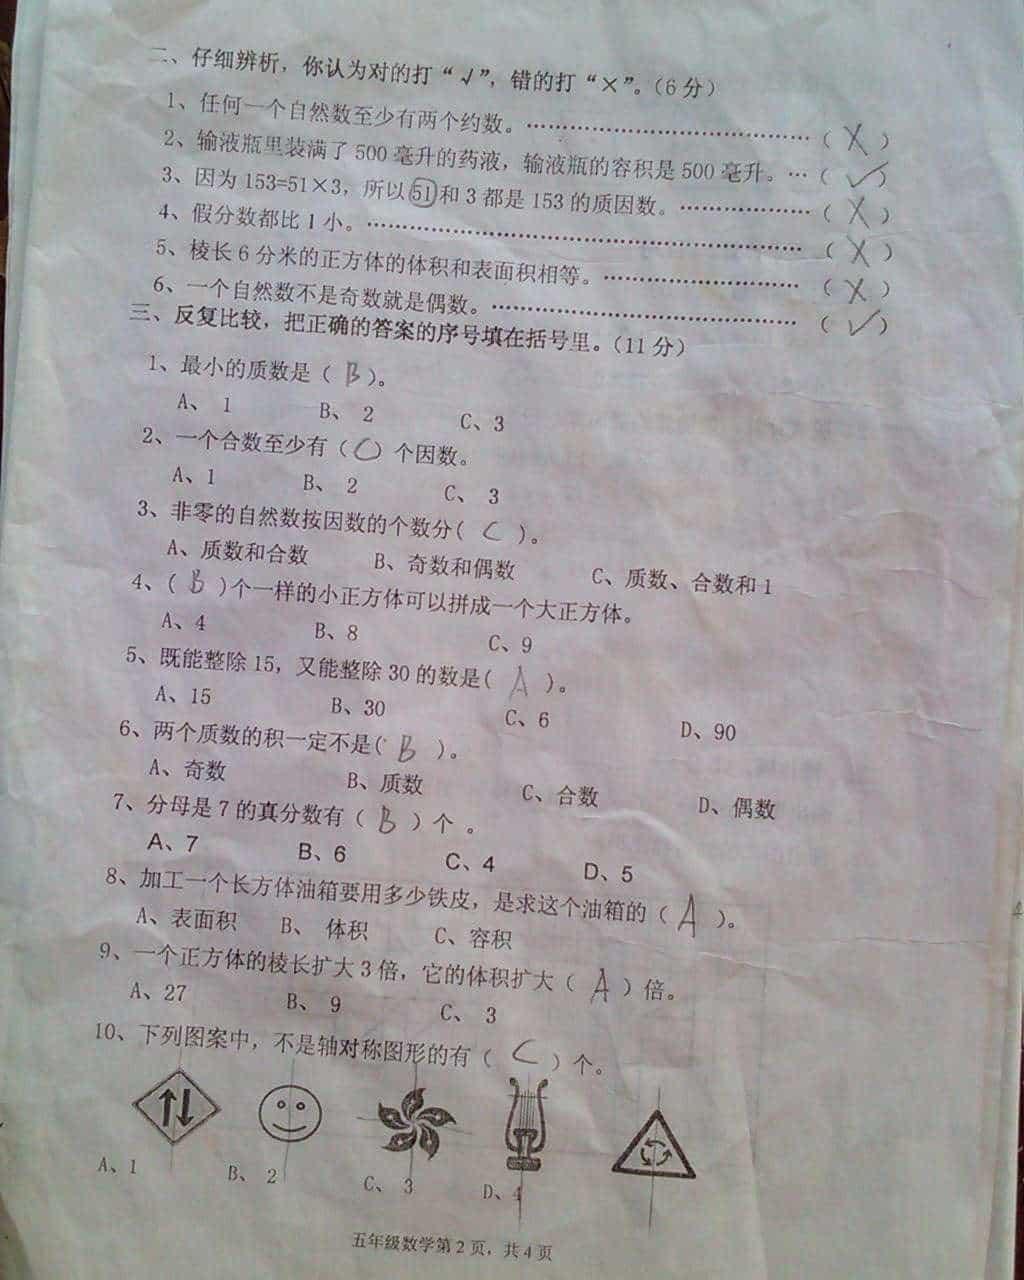 二、仔细辨析，你认为对的打“√”，错的打“×”。（6分）
1、任何一个自然数至少有两个约数。……………………………（ X ）
2、输液瓶里装满了500毫升的药液，输液瓶的容积是500毫升。…（ ✓ ）
3、因为153=51×3，所以51和3都是153的质因数。………………（ X ）
4、假分数都比1小。……………………………………………………（ X ）
5、棱长6分米的正方体的体积和表面积相等。………………………（ X ）
6、一个自然数不是奇数就是偶数。……………………………………（ ✓ ）
三、反复比较，把正确的答案的序号填在括号里。（11分）
1、最小的质数是（ B ）。
A、 1 B、 2 C、3
2、一个合数至少有（ C ）个因数。
A、1 B、 2 C、 3
3、非零的自然数按因数的个数分( C )。
A、质数和合数 B、奇数和偶数 C、质数、合数和1
4、( B )个一样的小正方体可以拼成一个大正方体。
A、4 B、8 C、9
5、既能整除15，又能整除30的数是( A )。
A、15 B、30 C、6 D、90
6、两个质数的积一定不是( B )。
A、奇数 B、质数 C、合数 D、偶数
7、分母是7的真分数有（ B ）个 。
A、7 B、6 C、4 D、5
8、加工一个长方体油箱要用多少铁皮，是求这个油箱的（ A ）。
A、表面积 B、 体积 C、容积
9、一个正方体的棱长扩大3倍，它的体积扩大（ A ）倍。
A、27 B、 9 C、 3
10、下列图案中，不是轴对称图形的有（ C ）个。
A、1 B、 2 C、 3 D、4
五年级数学第2页，共4页